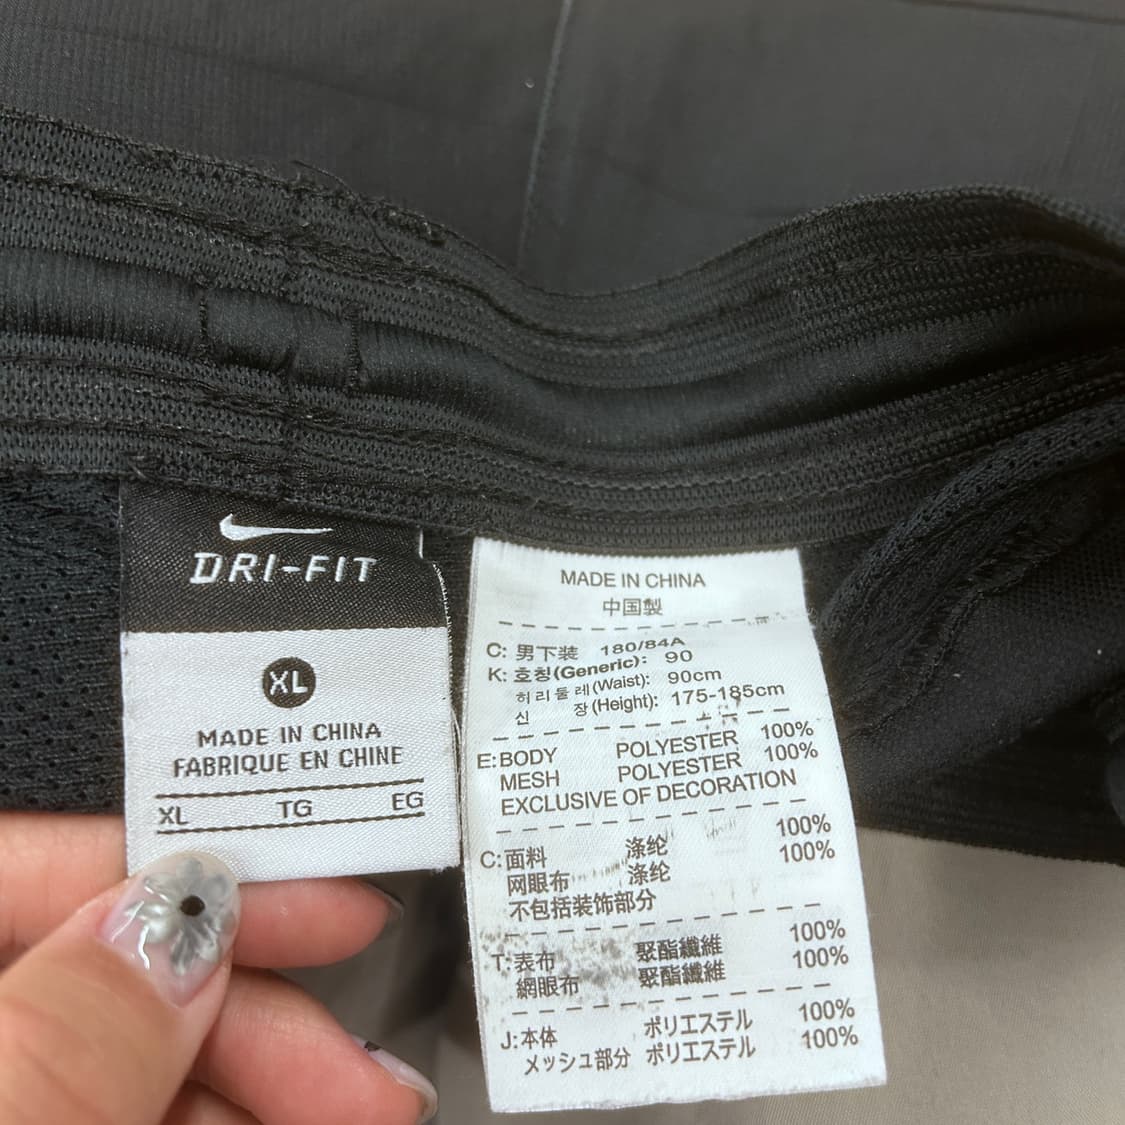 DRI-FIT
XL
MADE IN CHINA
FABRIQUE EN CHINE
XL TG EG
MADE IN CHINA
中国製
C: 男下装 180/84A
K: 호칭(Generic): 90
허리둘레(Waist): 90cm
신 장(Height): 175-185cm
E: BODY POLYESTER 100%
MESH POLYESTER 100%
EXCLUSIVE OF DECORATION
C: 面料 涤纶 100%
网眼布 涤纶 100%
不包括装饰部分
T: 表布 聚酯纖維 100%
網眼布 聚酯纖維 100%
J: 本体 ポリエステル 100%
メッシュ部分 ポリエステル 100%